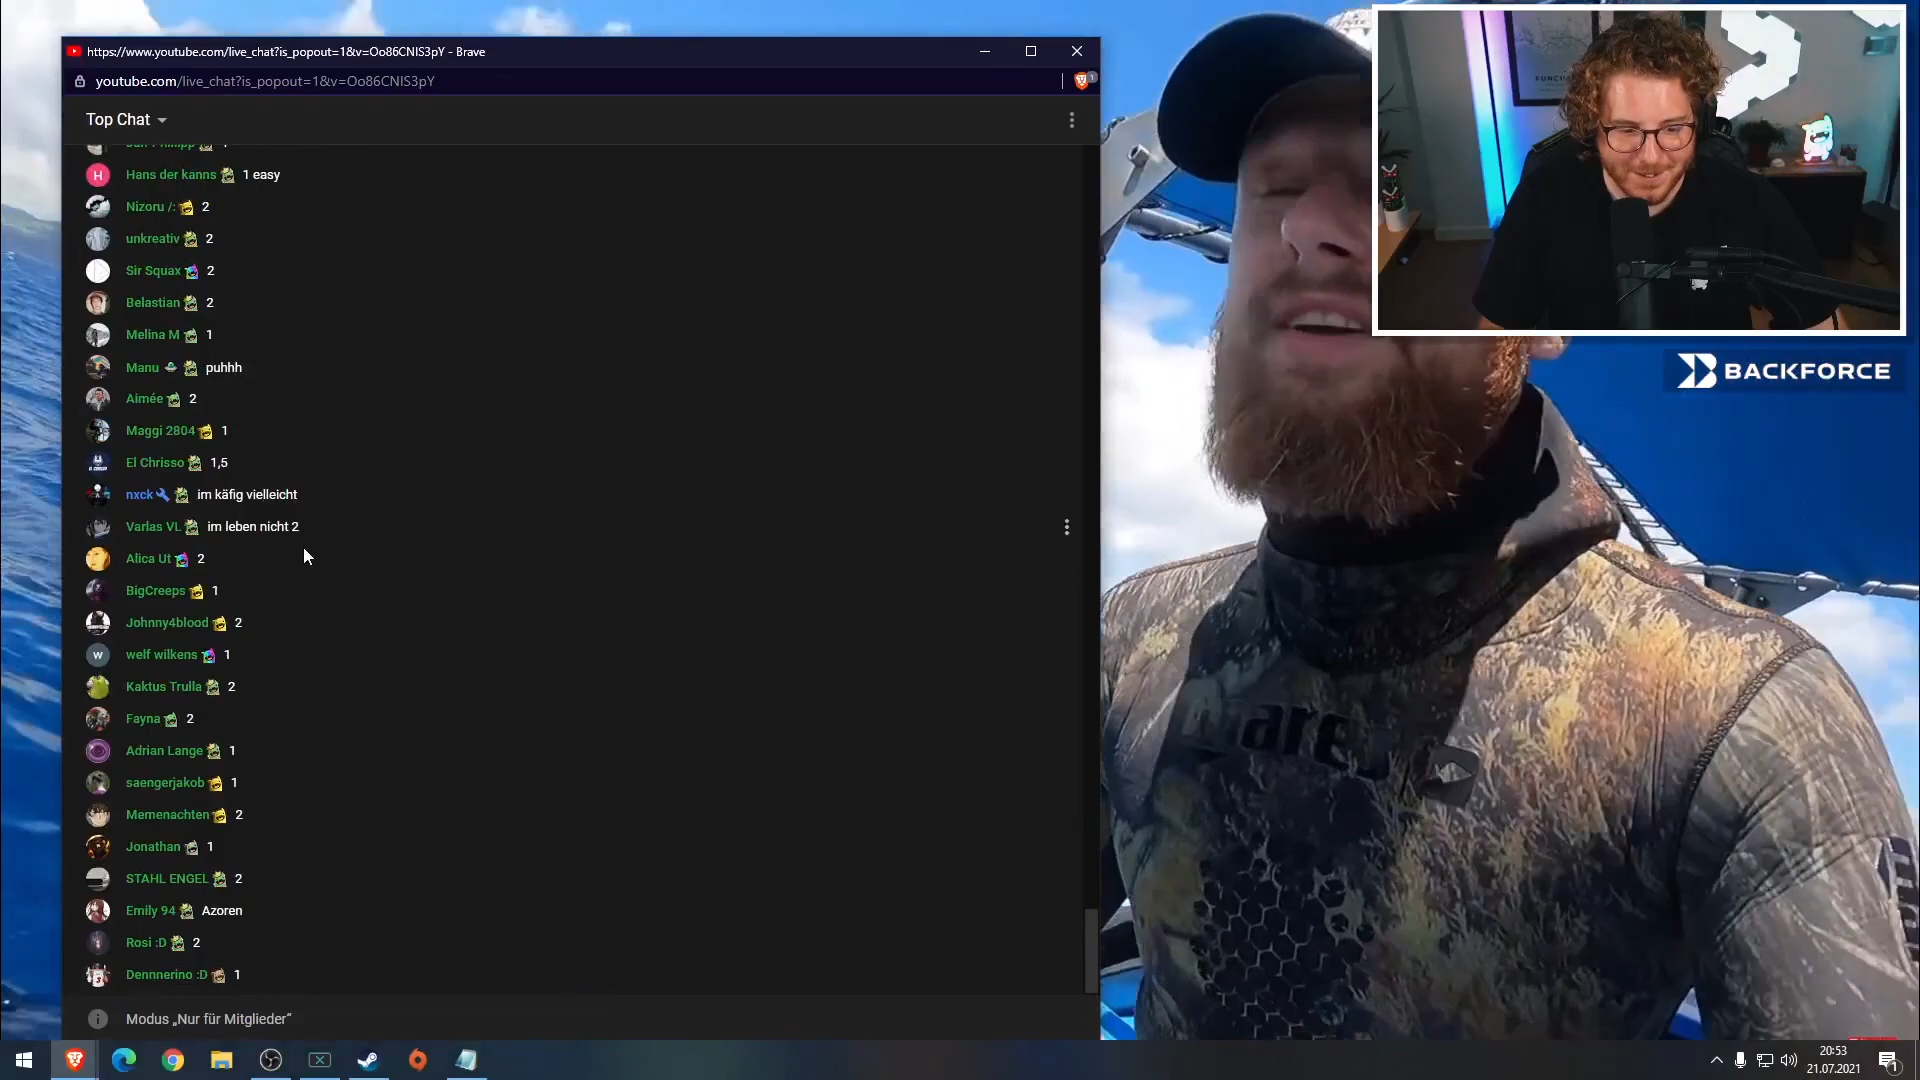 https://www.youtube.com/live_chat?is_popout=1&v=Oo86CNIS3pY - Brave
youtube.com/live_chat?is_popout=1&v=Oo86CNIS3pY
Top Chat
Hans der kanns 1 easy
Nizoru /: 2
unkreativ 2
Sir Squax 2
Belastian 2
Melina M 1
Manu puhhh
Aimée 2
Maggi 2804 1
El Chrisso 1,5
nxck im käfig vielleicht
Varlas VL im leben nicht 2
Alica Ut 2
BigCreeps 1
Johnny4blood 2
welf wilkens 1
Kaktus Trulla 2
Fayna 2
Adrian Lange 1
saengerjakob 1
Memenachten 2
Jonathan 1
STAHL ENGEL 2
Emily 94 Azoren
Rosi :D 2
Dennnerino :D 1
Modus „Nur für Mitglieder“
BACKFORCE
20:53
21.07.2021